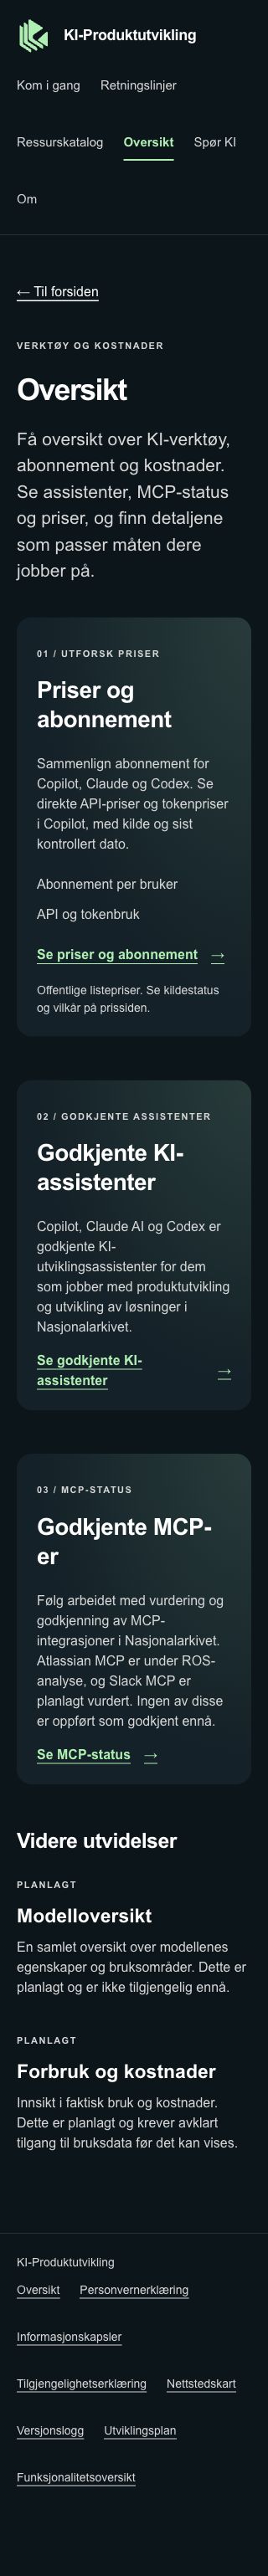 KI-Produktutvikling
Kom i gang Retningslinjer
Ressurskatalog Oversikt Spør KI
Om
← Til forsiden
VERKTØY OG KOSTNADER
Oversikt
Få oversikt over KI-verktøy,
abonnement og kostnader.
Se assistenter, MCP-status
og priser, og finn detaljene
som passer måten dere
jobber på.
01 / UTFORSK PRISER
Priser og
abonnement
Sammenlign abonnement for
Copilot, Claude og Codex. Se
direkte API-priser og tokenpriser
i Copilot, med kilde og sist
kontrollert dato.
Abonnement per bruker
API og tokenbruk
Se priser og abonnement →
Offentlige listepriser. Se kildestatus
og vilkår på prissiden.
02 / GODKJENTE ASSISTENTER
Godkjente KI-
assistenter
Copilot, Claude AI og Codex er
godkjente KI-
utviklingsassistenter for dem
som jobber med produktutvikling
og utvikling av løsninger i
Nasjonalarkivet.
Se godkjente KI-
assistenter →
03 / MCP-STATUS
Godkjente MCP-
er
Følg arbeidet med vurdering og
godkjenning av MCP-
integrasjoner i Nasjonalarkivet.
Atlassian MCP er under ROS-
analyse, og Slack MCP er
planlagt vurdert. Ingen av disse
er oppført som godkjent ennå.
Se MCP-status →
Videre utvidelser
PLANLAGT
Modelloversikt
En samlet oversikt over modellenes
egenskaper og bruksområder. Dette er
planlagt og er ikke tilgjengelig ennå.
PLANLAGT
Forbruk og kostnader
Innsikt i faktisk bruk og kostnader.
Dette er planlagt og krever avklart
tilgang til bruksdata før det kan vises.
KI-Produktutvikling
Oversikt Personvernerklæring
Informasjonskapsler
Tilgjengelighetserklæring Nettstedskart
Versjonslogg Utviklingsplan
Funksjonalitetsoversikt